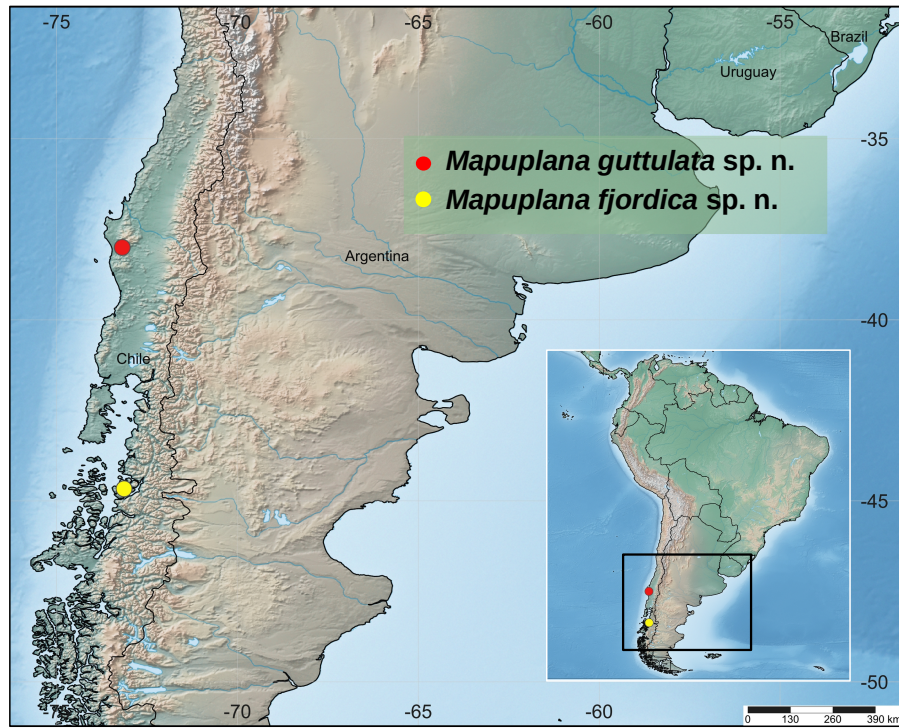 -75 -70 -65 -60 -55
Brazil
Uruguay
-35
Mapuplana guttulata sp. n.
Mapuplana fjordica sp. n.
Argentina
-40
Chile
-45
-50
-70 -65 -60
0 130 260 390 km